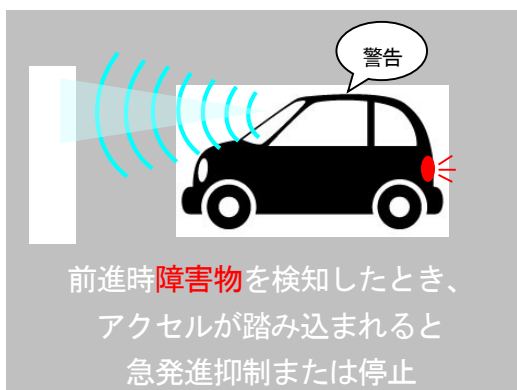 警告
前進時障害物を検知したとき、
アクセルが踏み込まれると
急発進抑制または停止